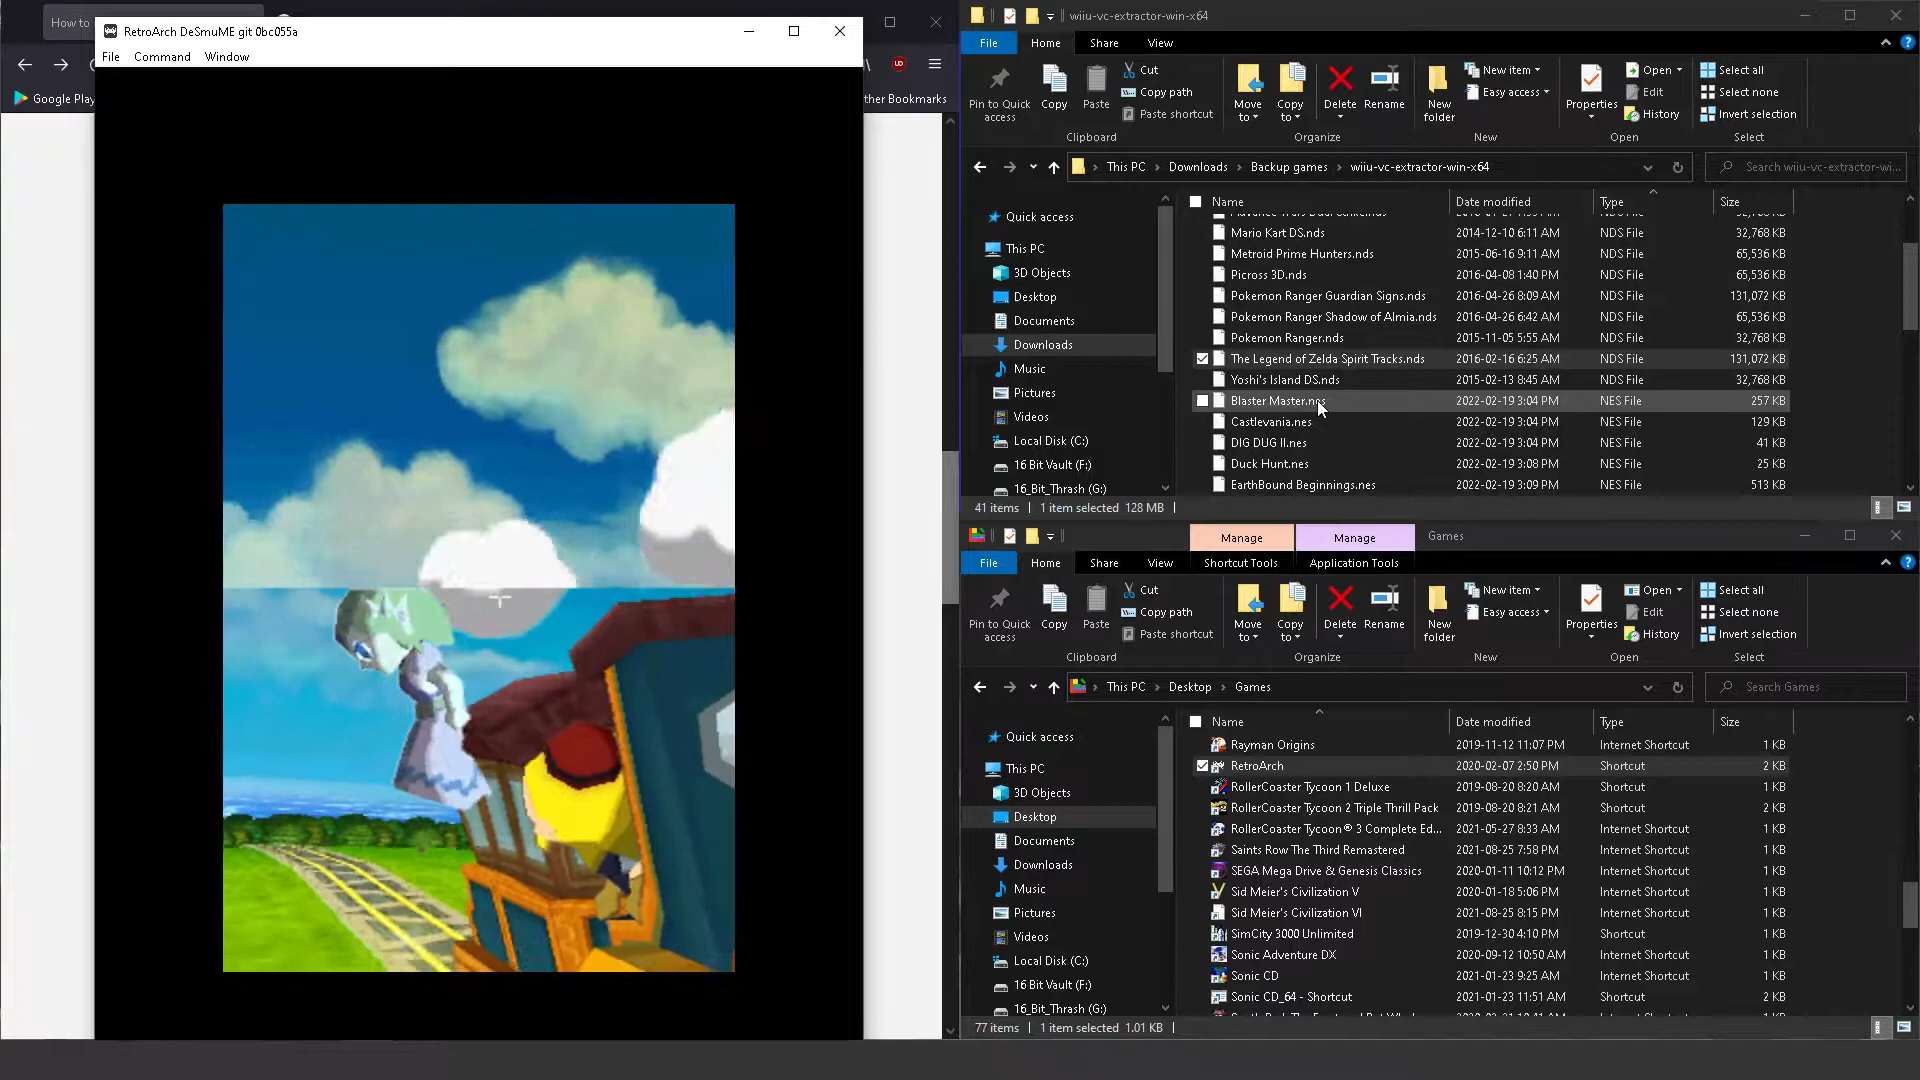 How to
RetroArch DeSmuME git 0bc055a
File Command Window
Google Play
ther Bookmarks
wiiu-vc-extractor-win-x64
File Home Share View
Pin to Quick access
Copy
Paste
Cut
Copy path
Paste shortcut
Move to
Copy to
Delete
Rename
New folder
New item
Easy access
Properties
Open
Edit
History
Select all
Select none
Invert selection
Clipboard Organize New Open Select
This PC Downloads Backup games wiiu-vc-extractor-win-x64
Search wiiu-vc-extractor-wi...
Quick access
This PC
3D Objects
Desktop
Documents
Downloads
Music
Pictures
Videos
Local Disk (C:)
16 Bit Vault (F:)
16_Bit_Thrash (G:)
Name Date modified Type Size
Mario Kart DS.nds 2014-12-10 6:11 AM NDS File 32,768 KB
Metroid Prime Hunters.nds 2015-06-16 9:11 AM NDS File 65,536 KB
Picross 3D.nds 2016-04-08 1:40 PM NDS File 65,536 KB
Pokemon Ranger Guardian Signs.nds 2016-04-26 8:09 AM NDS File 131,072 KB
Pokemon Ranger Shadow of Almia.nds 2016-04-26 6:42 AM NDS File 65,536 KB
Pokemon Ranger.nds 2015-11-05 5:55 AM NDS File 32,768 KB
The Legend of Zelda Spirit Tracks.nds 2016-02-16 6:25 AM NDS File 131,072 KB
Yoshi's Island DS.nds 2015-02-13 8:45 AM NDS File 32,768 KB
Blaster Master.nes 2022-02-19 3:04 PM NES File 257 KB
Castlevania.nes 2022-02-19 3:04 PM NES File 129 KB
DIG DUG II.nes 2022-02-19 3:04 PM NES File 41 KB
Duck Hunt.nes 2022-02-19 3:08 PM NES File 25 KB
EarthBound Beginnings.nes 2022-02-19 3:09 PM NES File 513 KB
41 items 1 item selected 128 MB
Manage Manage Games
File Home Share View Shortcut Tools Application Tools
Pin to Quick access
Copy
Paste
Cut
Copy path
Paste shortcut
Move to
Copy to
Delete
Rename
New folder
New item
Easy access
Properties
Open
Edit
History
Select all
Select none
Invert selection
Clipboard Organize New Open Select
This PC Desktop Games
Search Games
Quick access
This PC
3D Objects
Desktop
Documents
Downloads
Music
Pictures
Videos
Local Disk (C:)
16 Bit Vault (F:)
16_Bit_Thrash (G:)
Name Date modified Type Size
Rayman Origins 2019-11-12 11:07 PM Internet Shortcut 1 KB
RetroArch 2020-02-07 2:50 PM Shortcut 2 KB
RollerCoaster Tycoon 1 Deluxe 2019-08-20 8:20 AM Shortcut 1 KB
RollerCoaster Tycoon 2 Triple Thrill Pack 2019-08-20 8:21 AM Shortcut 2 KB
RollerCoaster Tycoon® 3 Complete Ed... 2021-05-27 8:33 AM Internet Shortcut 1 KB
Saints Row The Third Remastered 2021-08-25 7:58 PM Internet Shortcut 1 KB
SEGA Mega Drive & Genesis Classics 2020-01-11 10:12 PM Internet Shortcut 1 KB
Sid Meier's Civilization V 2020-01-18 5:06 PM Internet Shortcut 1 KB
Sid Meier's Civilization VI 2021-08-25 8:15 PM Internet Shortcut 1 KB
SimCity 3000 Unlimited 2019-12-30 4:10 PM Shortcut 1 KB
Sonic Adventure DX 2020-09-12 10:50 AM Internet Shortcut 1 KB
Sonic CD 2021-01-23 9:25 AM Internet Shortcut 1 KB
Sonic CD_64 - Shortcut 2021-01-23 11:51 AM Shortcut 2 KB
77 items 1 item selected 1.01 KB